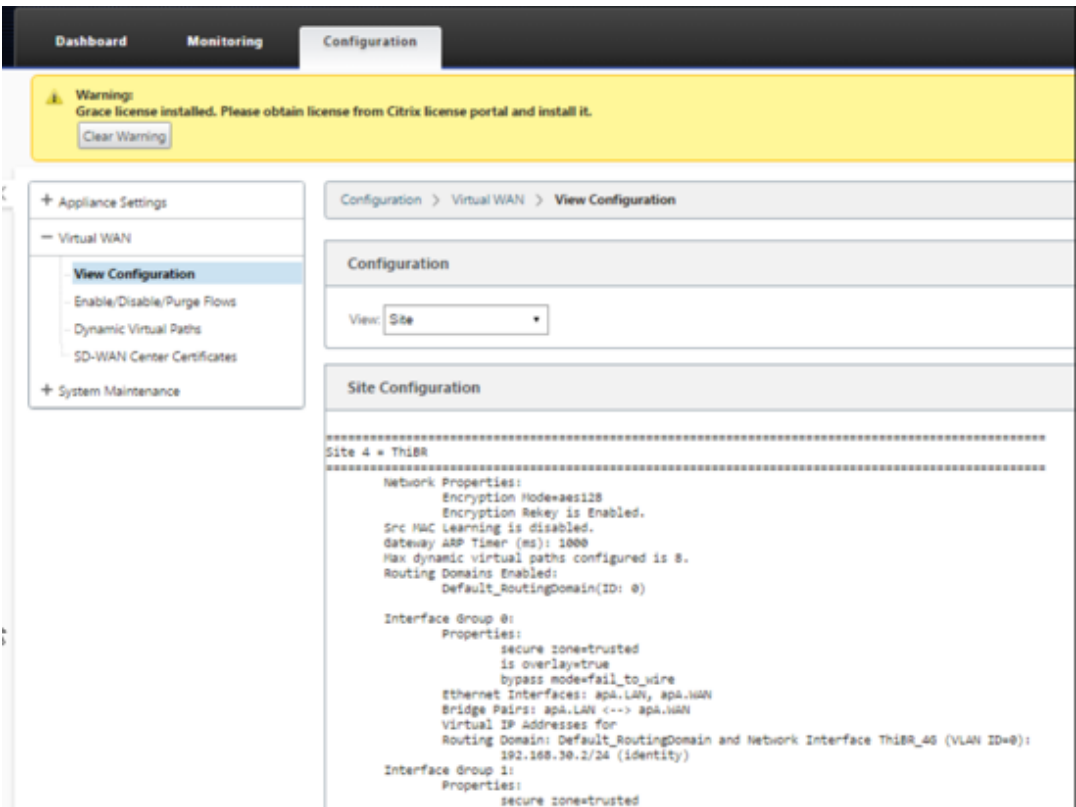 Dashboard Monitoring Configuration
Warning:
Grace license installed. Please obtain license from Citrix license portal and install it.
Clear Warning
+ Appliance Settings
− Virtual WAN
View Configuration
Enable/Disable/Purge Flows
Dynamic Virtual Paths
SD-WAN Center Certificates
+ System Maintenance
Configuration > Virtual WAN > View Configuration
Configuration
View: Site
Site Configuration
====================================================================================================
Site 4 = ThiBR
====================================================================================================
Network Properties:
Encryption Mode=aes128
Encryption Rekey is Enabled.
Src MAC Learning is disabled.
Gateway ARP Timer (ms): 1000
Max dynamic virtual paths configured is 8.
Routing Domains Enabled:
Default_RoutingDomain(ID: 0)
Interface Group 0:
Properties:
secure zone=trusted
is overlay=true
bypass mode=fail_to_wire
Ethernet Interfaces: apA.LAN, apA.WAN
Bridge Pairs: apA.LAN <--> apA.WAN
Virtual IP Addresses for
Routing Domain: Default_RoutingDomain and Network Interface ThiBR_4G (VLAN ID=0):
192.168.30.2/24 (identity)
Interface Group 1:
Properties:
secure zone=trusted